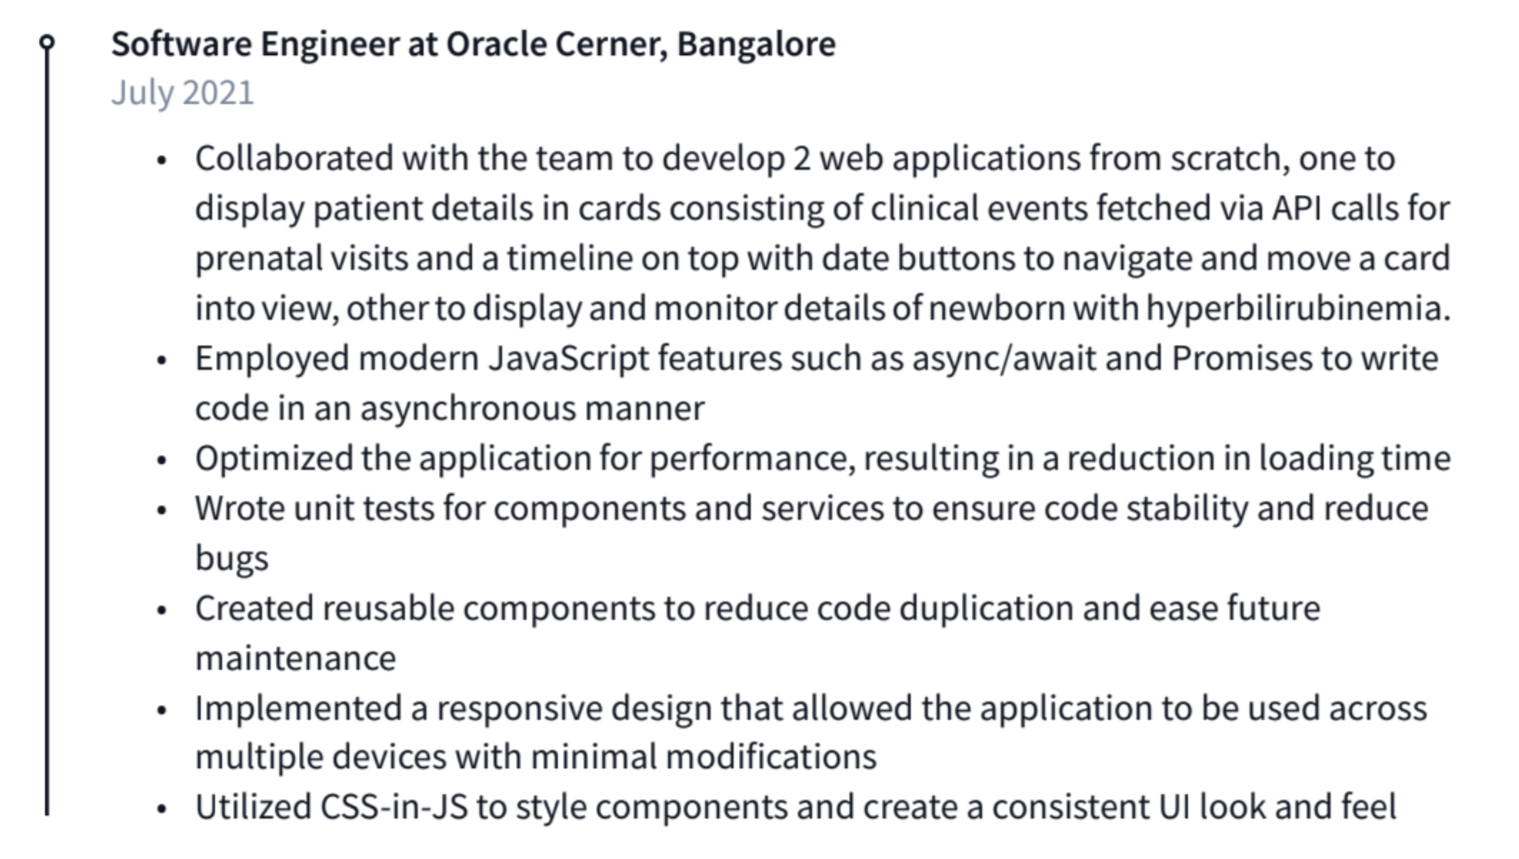 Software Engineer at Oracle Cerner, Bangalore
July 2021
• Collaborated with the team to develop 2 web applications from scratch, one to
display patient details in cards consisting of clinical events fetched via API calls for
prenatal visits and a timeline on top with date buttons to navigate and move a card
into view, other to display and monitor details of newborn with hyperbilirubinemia.
• Employed modern JavaScript features such as async/await and Promises to write
code in an asynchronous manner
• Optimized the application for performance, resulting in a reduction in loading time
• Wrote unit tests for components and services to ensure code stability and reduce
bugs
• Created reusable components to reduce code duplication and ease future
maintenance
• Implemented a responsive design that allowed the application to be used across
multiple devices with minimal modifications
• Utilized CSS-in-JS to style components and create a consistent UI look and feel